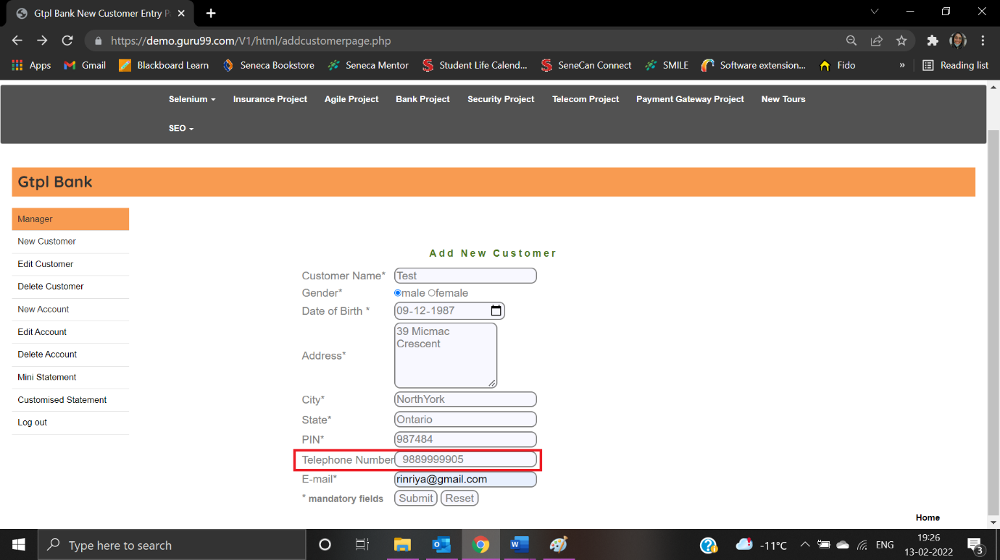 Gtpl Bank New Customer Entry P
https://demo.guru99.com/V1/html/addcustomerpage.php
Apps Gmail Blackboard Learn Seneca Bookstore Seneca Mentor Student Life Calend... SeneCan Connect SMILE Software extension... Fido » Reading list
Selenium Insurance Project Agile Project Bank Project Security Project Telecom Project Payment Gateway Project New Tours
SEO
Gtpl Bank
Manager
New Customer
Edit Customer
Delete Customer
New Account
Edit Account
Delete Account
Mini Statement
Customised Statement
Log out
Add New Customer
Customer Name* Test
Gender* male female
Date of Birth * 09-12-1987
Address* 39 Micmac
Crescent
City* NorthYork
State* Ontario
PIN* 987484
Telephone Number 9889999905
E-mail* rinriya@gmail.com
* mandatory fields Submit Reset
Home
Type here to search
-11°C ENG
19:26
13-02-2022
3